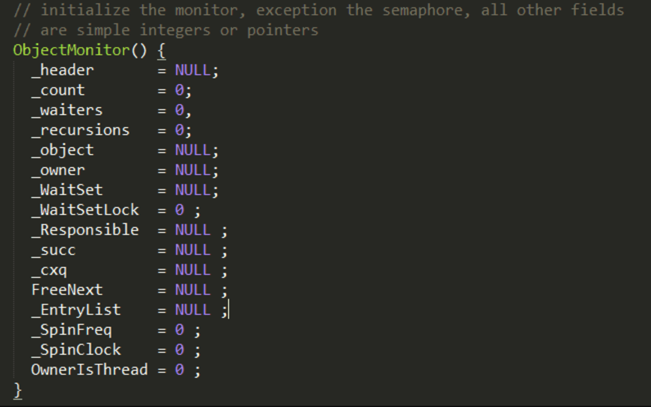 // initialize the monitor, exception the semaphore, all other fields
// are simple integers or pointers
ObjectMonitor() {
  _header       = NULL;
  _count        = 0;
  _waiters      = 0,
  _recursions   = 0;
  _object       = NULL;
  _owner        = NULL;
  _WaitSet      = NULL;
  _WaitSetLock  = 0 ;
  _Responsible  = NULL ;
  _succ         = NULL ;
  _cxq          = NULL ;
  FreeNext      = NULL ;
  _EntryList    = NULL ;
  _SpinFreq     = 0 ;
  _SpinClock    = 0 ;
  OwnerIsThread = 0 ;
}